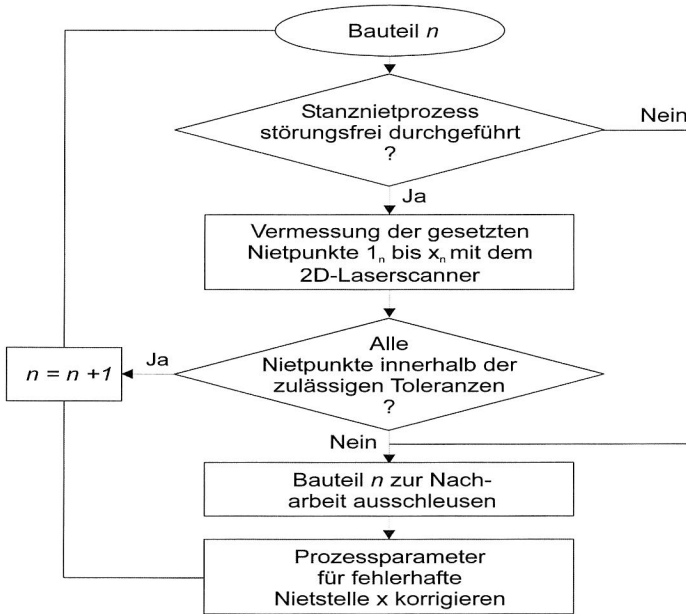 Bauteil n
Stanznietprozess
störungsfrei durchgeführt
?
Nein
Ja
Vermessung der gesetzten
Nietpunkte 1n bis xn mit dem
2D-Laserscanner
Alle
Nietpunkte innerhalb der
zulässigen Toleranzen
?
Ja
n = n +1
Nein
Bauteil n zur Nach-
arbeit ausschleusen
Prozessparameter
für fehlerhafte
Nietstelle x korrigieren